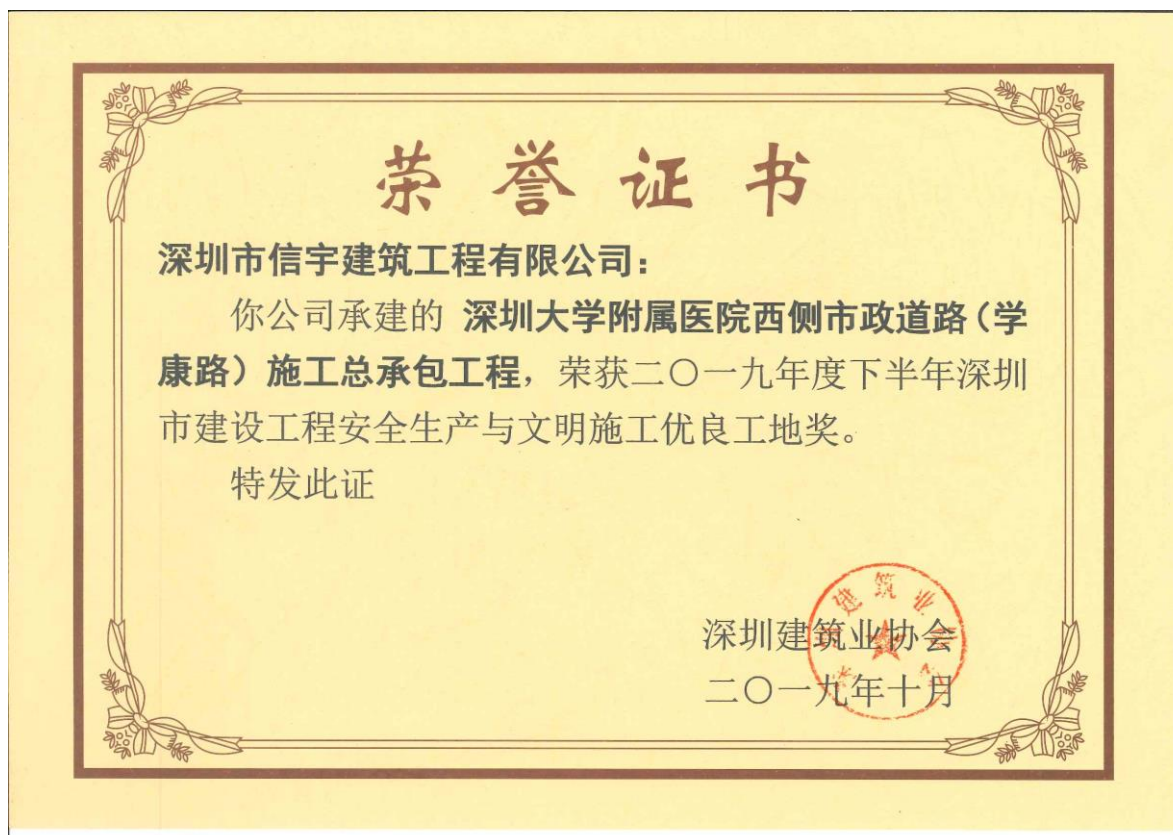 荣誉证书
深圳市信宇建筑工程有限公司：
你公司承建的 深圳大学附属医院西侧市政道路（学
康路）施工总承包工程，荣获二〇一九年度下半年深圳
市建设工程安全生产与文明施工优良工地奖。
特发此证
深圳建筑业协会
二〇一九年十月